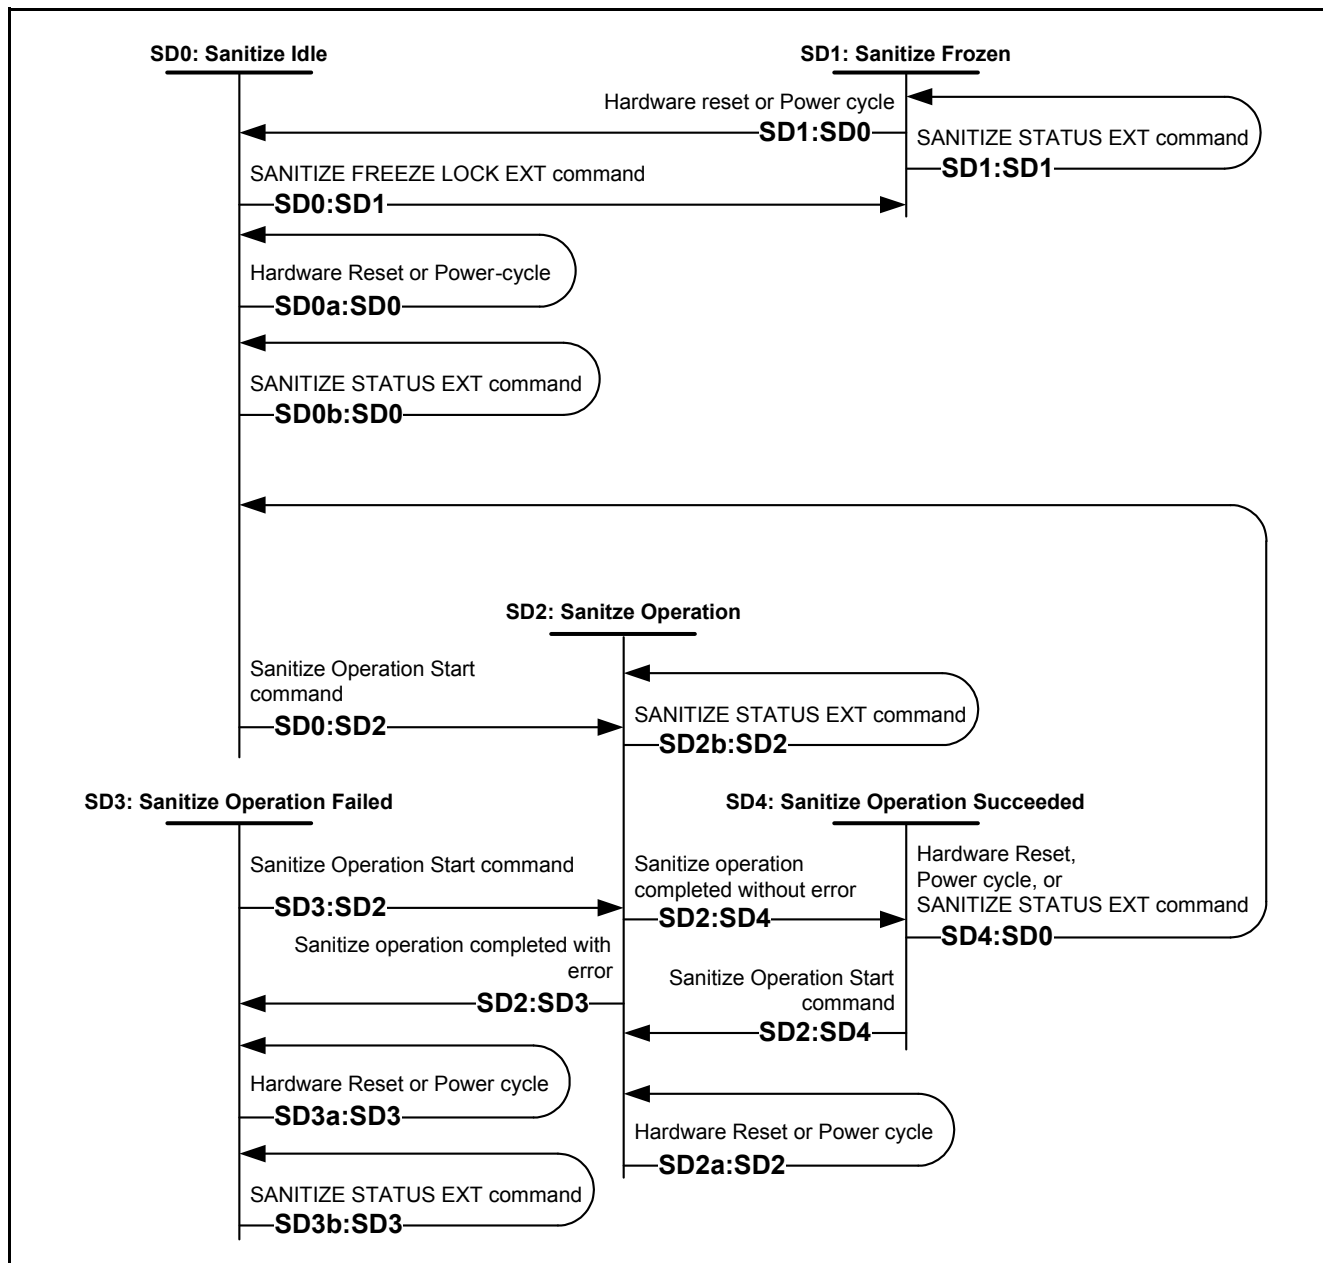 SD0: Sanitize Idle
SD1: Sanitize Frozen
Hardware reset or Power cycle
SD1:SD0
SANITIZE STATUS EXT command
SD1:SD1
SANITIZE FREEZE LOCK EXT command
SD0:SD1
Hardware Reset or Power-cycle
SD0a:SD0
SANITIZE STATUS EXT command
SD0b:SD0
SD2: Sanitze Operation
Sanitize Operation Start
command
SD0:SD2
SANITIZE STATUS EXT command
SD2b:SD2
SD3: Sanitize Operation Failed
SD4: Sanitize Operation Succeeded
Sanitize Operation Start command
SD3:SD2
Sanitize operation
completed without error
SD2:SD4
Hardware Reset,
Power cycle, or
SANITIZE STATUS EXT command
SD4:SD0
Sanitize operation completed with
error
SD2:SD3
Sanitize Operation Start
command
SD2:SD4
Hardware Reset or Power cycle
SD3a:SD3
Hardware Reset or Power cycle
SD2a:SD2
SANITIZE STATUS EXT command
SD3b:SD3